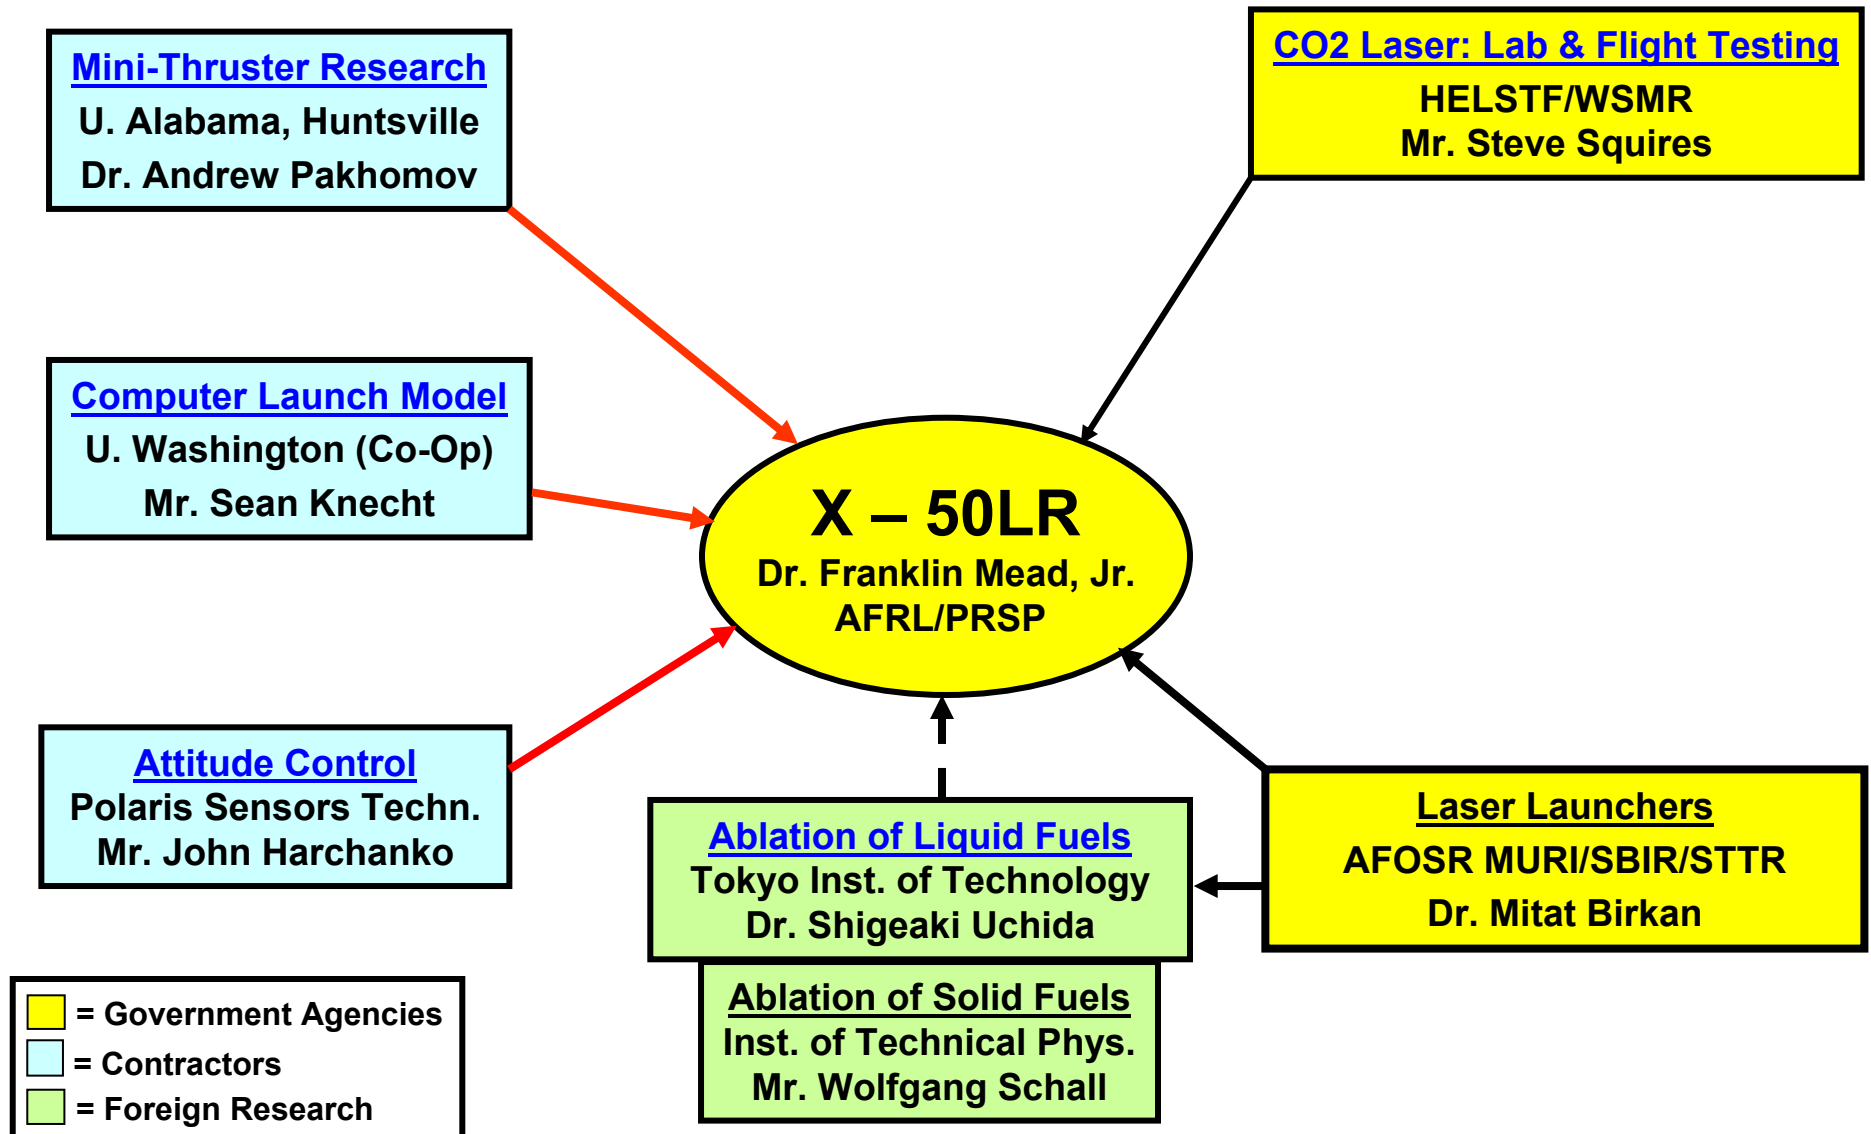 Mini-Thruster Research
U. Alabama, Huntsville
Dr. Andrew Pakhomov
CO2 Laser: Lab & Flight Testing
HELSTF/WSMR
Mr. Steve Squires
Computer Launch Model
U. Washington (Co-Op)
Mr. Sean Knecht
X – 50LR
Dr. Franklin Mead, Jr.
AFRL/PRSP
Attitude Control
Polaris Sensors Techn.
Mr. John Harchanko
Ablation of Liquid Fuels
Tokyo Inst. of Technology
Dr. Shigeaki Uchida
Laser Launchers
AFOSR MURI/SBIR/STTR
Dr. Mitat Birkan
Ablation of Solid Fuels
Inst. of Technical Phys.
Mr. Wolfgang Schall
= Government Agencies
= Contractors
= Foreign Research